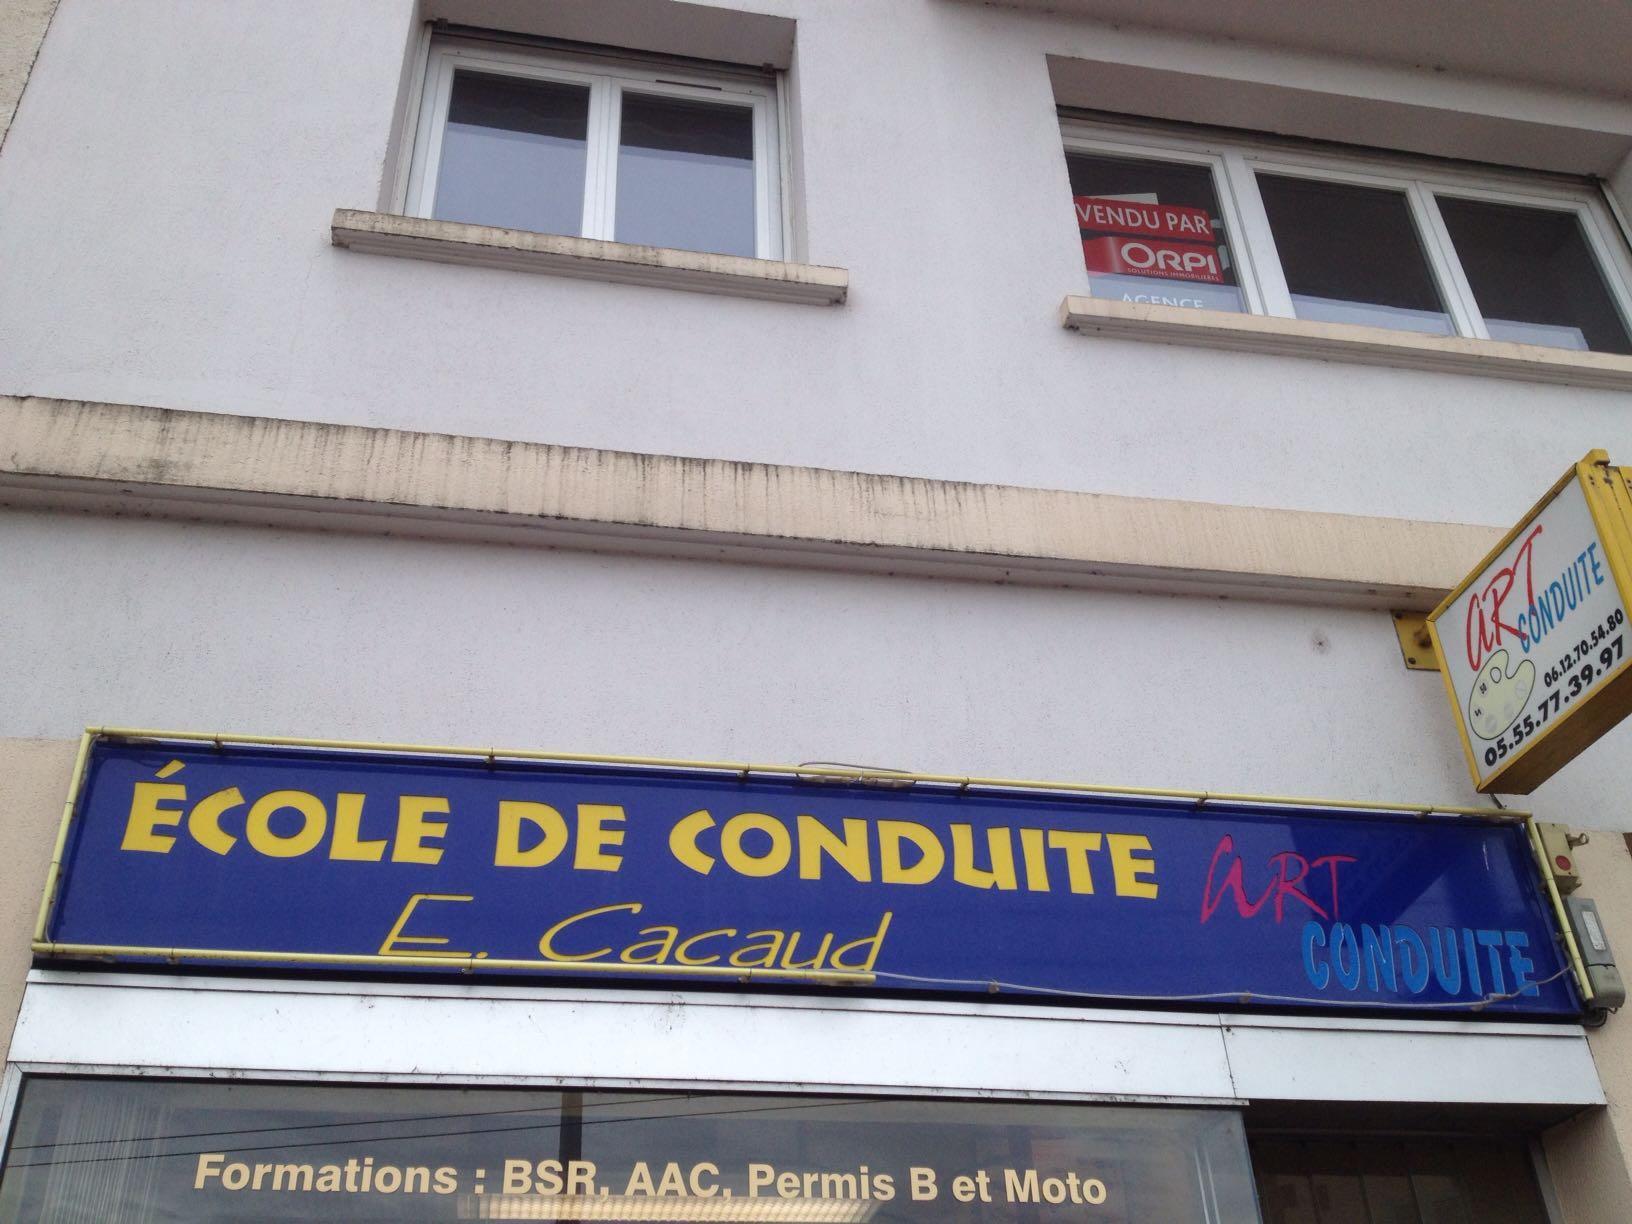 VENDU PAR
ORPI
SOLUTIONS IMMOBILIÈRES
AGENCE
ART
CONDUITE
06.12.70.54.80
05.55.77.39.97
ÉCOLE DE CONDUITE
E. Cacaud
ART
CONDUITE
Formations : BSR, AAC, Permis B et Moto